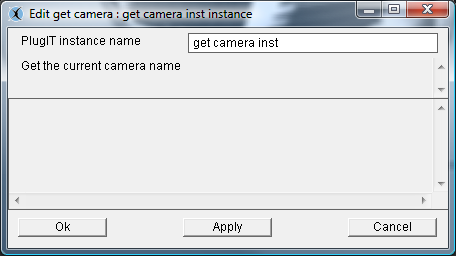 Edit get camera : get camera inst instance
PlugIT instance name
get camera inst
Get the current camera name
Ok
Apply
Cancel